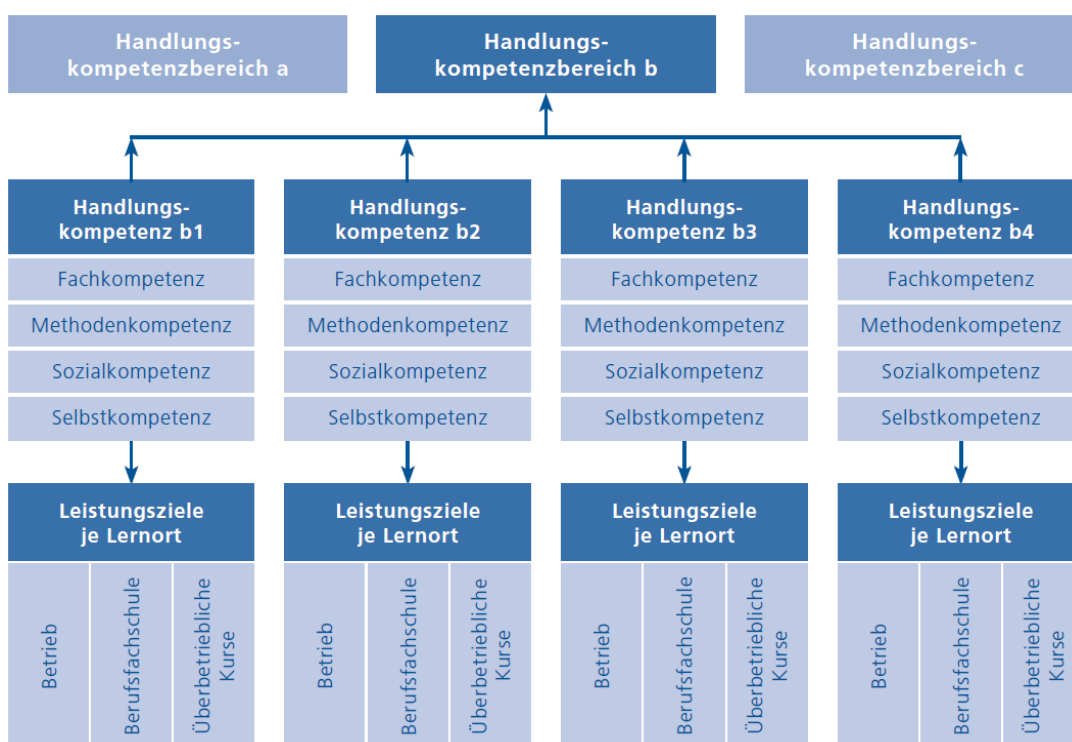 Handlungs-
kompetenzbereich a
Handlungs-
kompetenzbereich b
Handlungs-
kompetenzbereich c
Handlungs-
kompetenz b1
Fachkompetenz
Methodenkompetenz
Sozialkompetenz
Selbstkompetenz
Leistungsziele
je Lernort
Betrieb
Berufsfachschule
Überbetriebliche
Kurse
Handlungs-
kompetenz b2
Fachkompetenz
Methodenkompetenz
Sozialkompetenz
Selbstkompetenz
Leistungsziele
je Lernort
Betrieb
Berufsfachschule
Überbetriebliche
Kurse
Handlungs-
kompetenz b3
Fachkompetenz
Methodenkompetenz
Sozialkompetenz
Selbstkompetenz
Leistungsziele
je Lernort
Betrieb
Berufsfachschule
Überbetriebliche
Kurse
Handlungs-
kompetenz b4
Fachkompetenz
Methodenkompetenz
Sozialkompetenz
Selbstkompetenz
Leistungsziele
je Lernort
Betrieb
Berufsfachschule
Überbetriebliche
Kurse